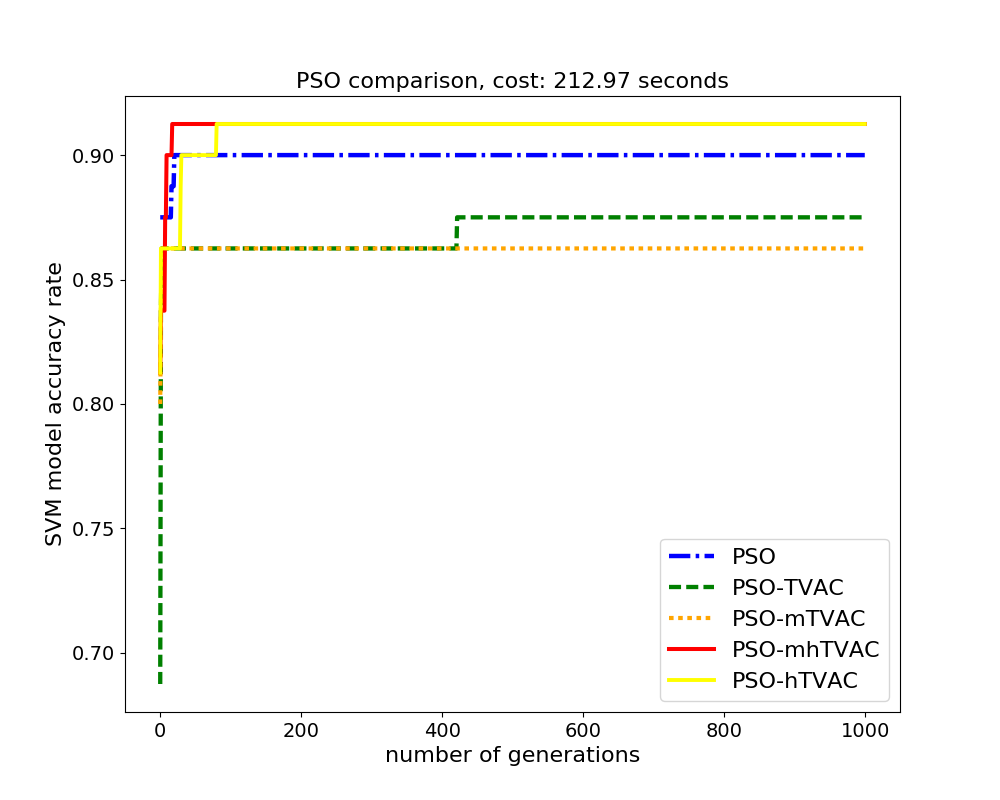 PSO comparison, cost: 212.97 seconds
SVM model accuracy rate
0.90
0.85
0.80
0.75
0.70
PSO
PSO-TVAC
PSO-mTVAC
PSO-mhTVAC
PSO-hTVAC
0 200 400 600 800 1000
number of generations